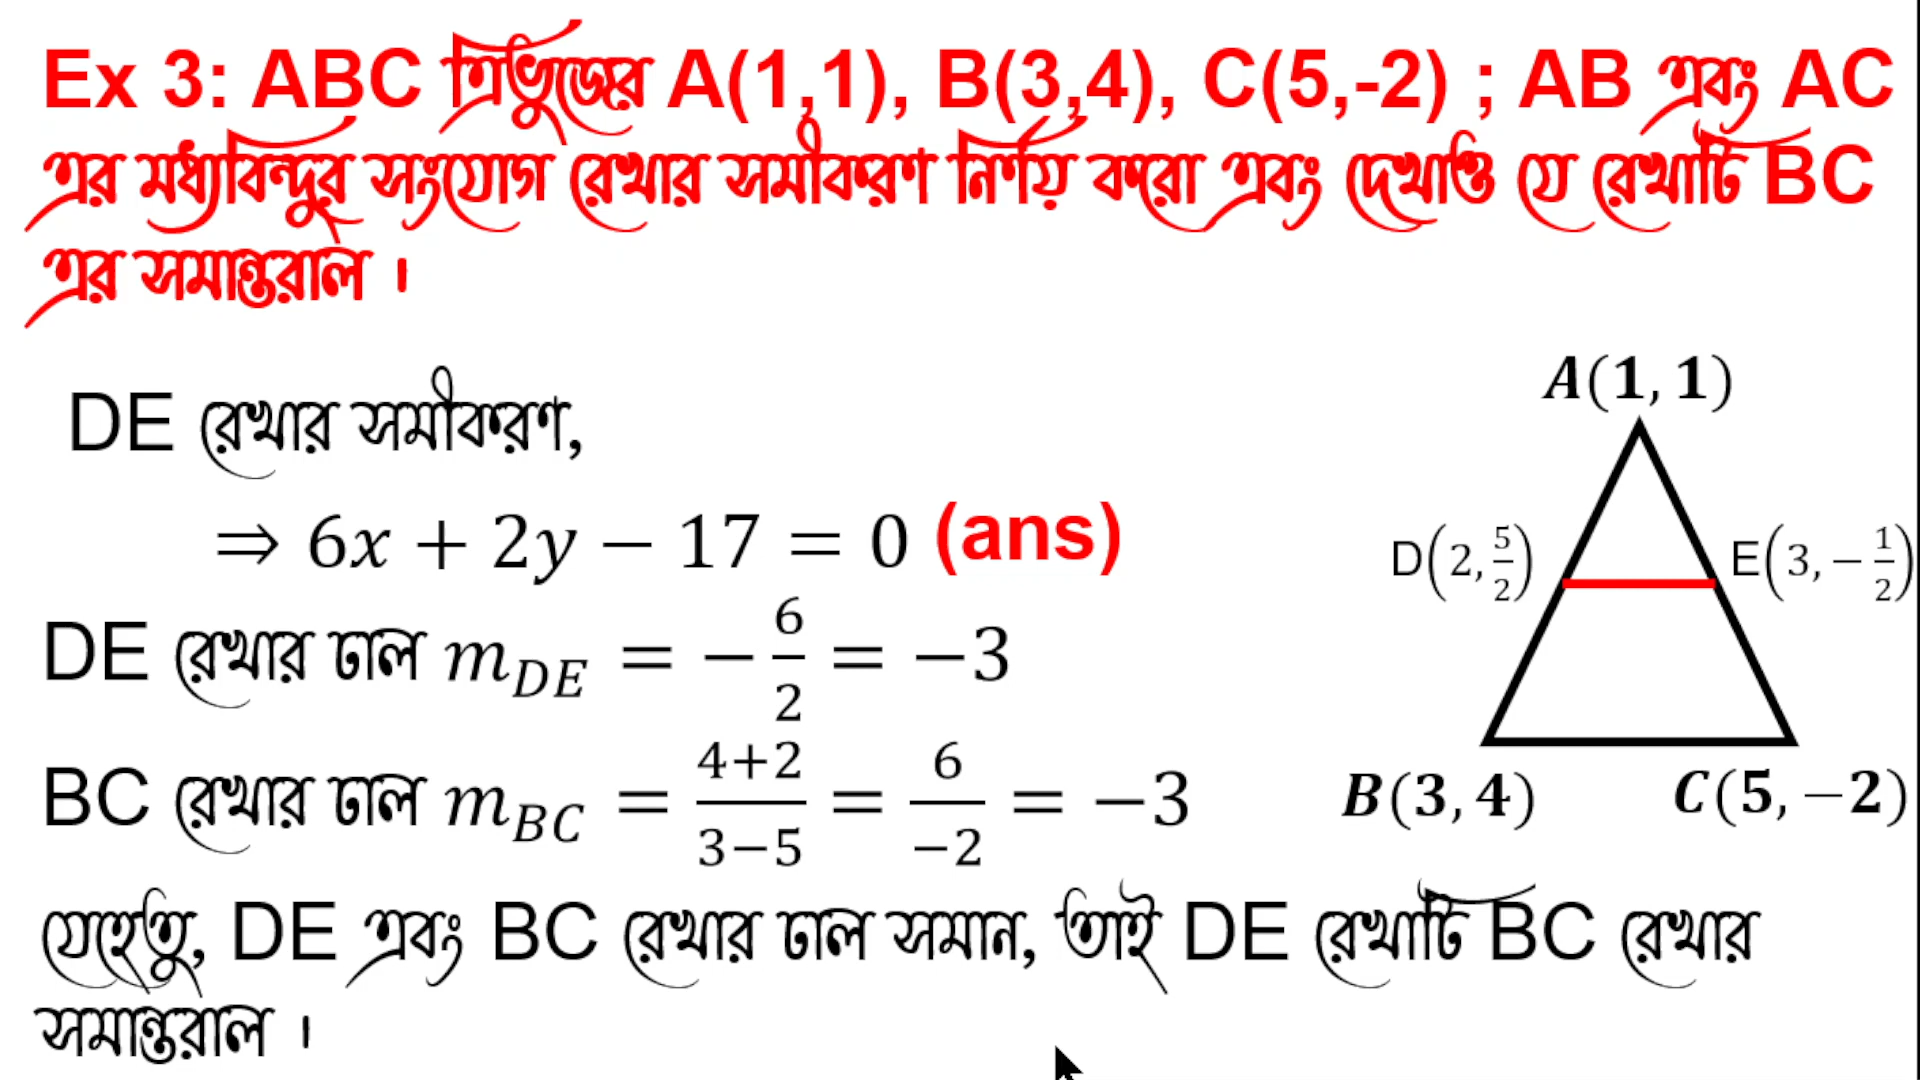 Ex 3: ABC ত্রিভুজের A(1,1), B(3,4), C(5,-2) ; AB এবং AC
এর মধ্যবিন্দুর সংযোগ রেখার সমীকরণ নির্ণয় করো এবং দেখাও যে রেখাটি BC
এর সমান্তরাল ।
A(1, 1)
DE রেখার সমীকরণ,
⇒ 6x + 2y − 17 = 0 (ans)
D(2, 5/2) E(3, −1/2)
DE রেখার ঢাল m_DE = −6/2 = −3
BC রেখার ঢাল m_BC = (4+2)/(3−5) = 6/−2 = −3
B(3, 4) C(5, −2)
যেহেতু, DE এবং BC রেখার ঢাল সমান, তাই DE রেখাটি BC রেখার
সমান্তরাল ।